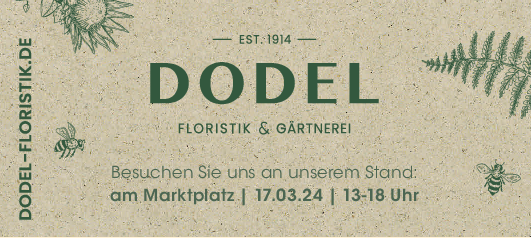 EST. 1914
DODEL
FLORISTIK & GÄRTNEREI
Besuchen Sie uns an unserem Stand:
am Marktplatz | 17.03.24 | 13-18 Uhr
DODEL-FLORISTIK.DE